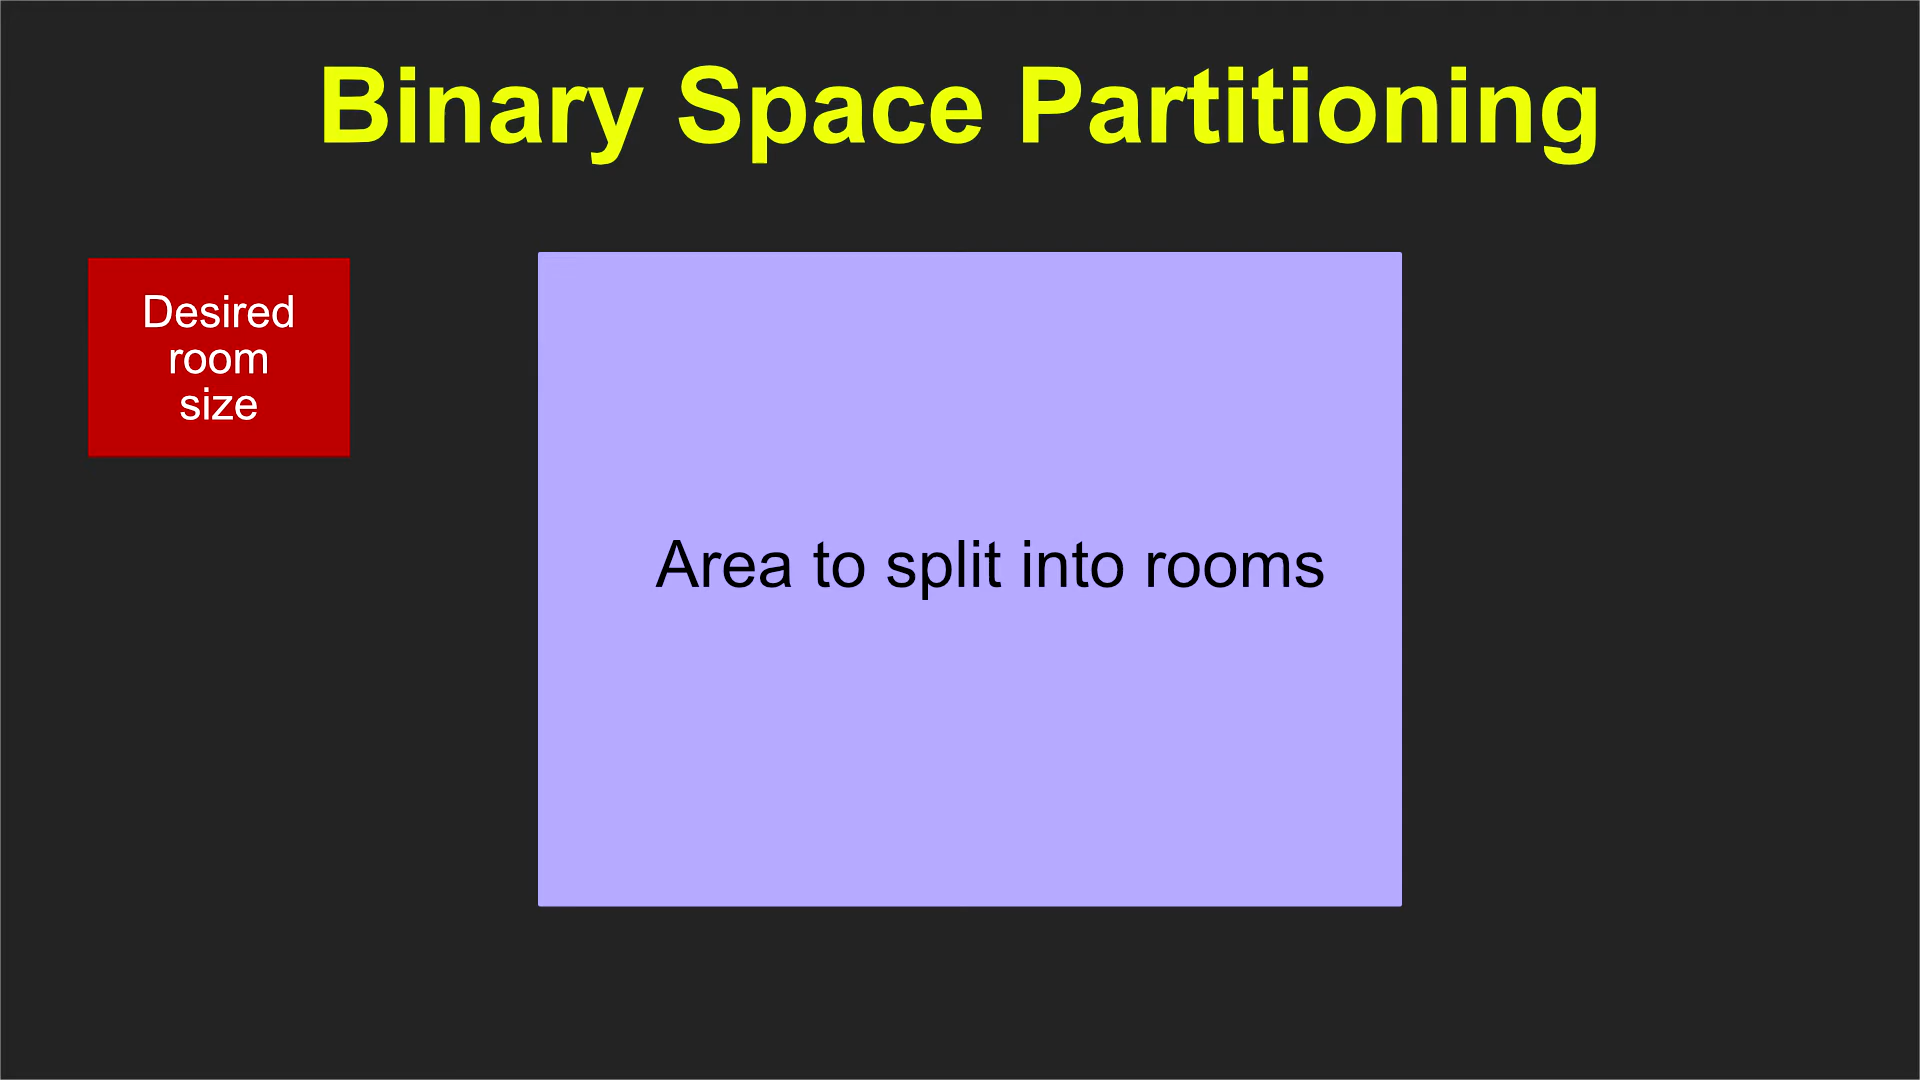 Binary Space Partitioning
Desired
room
size
Area to split into rooms